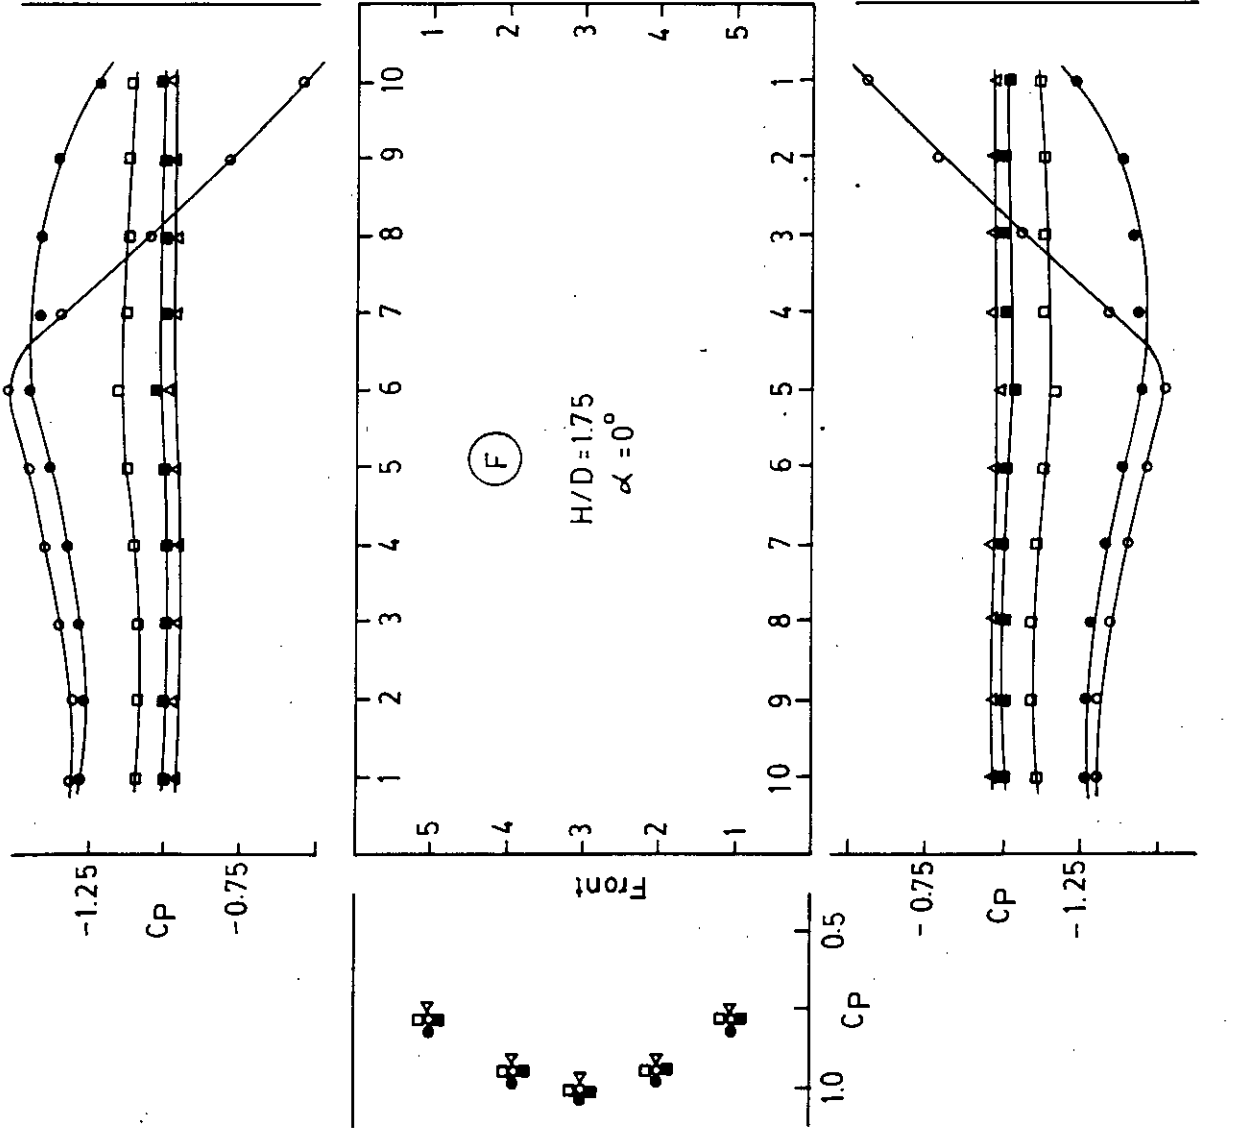 1 2 3 4 5
10 9 8 7 6 5 4 3 2 1
1 2 3 4 5 6 7 8 9 10
F
H/D=1.75
α=0°
5 4 3 2 1
Front
-1.25 CP -0.75
-0.75 CP -1.25
1.0 CP 0.5